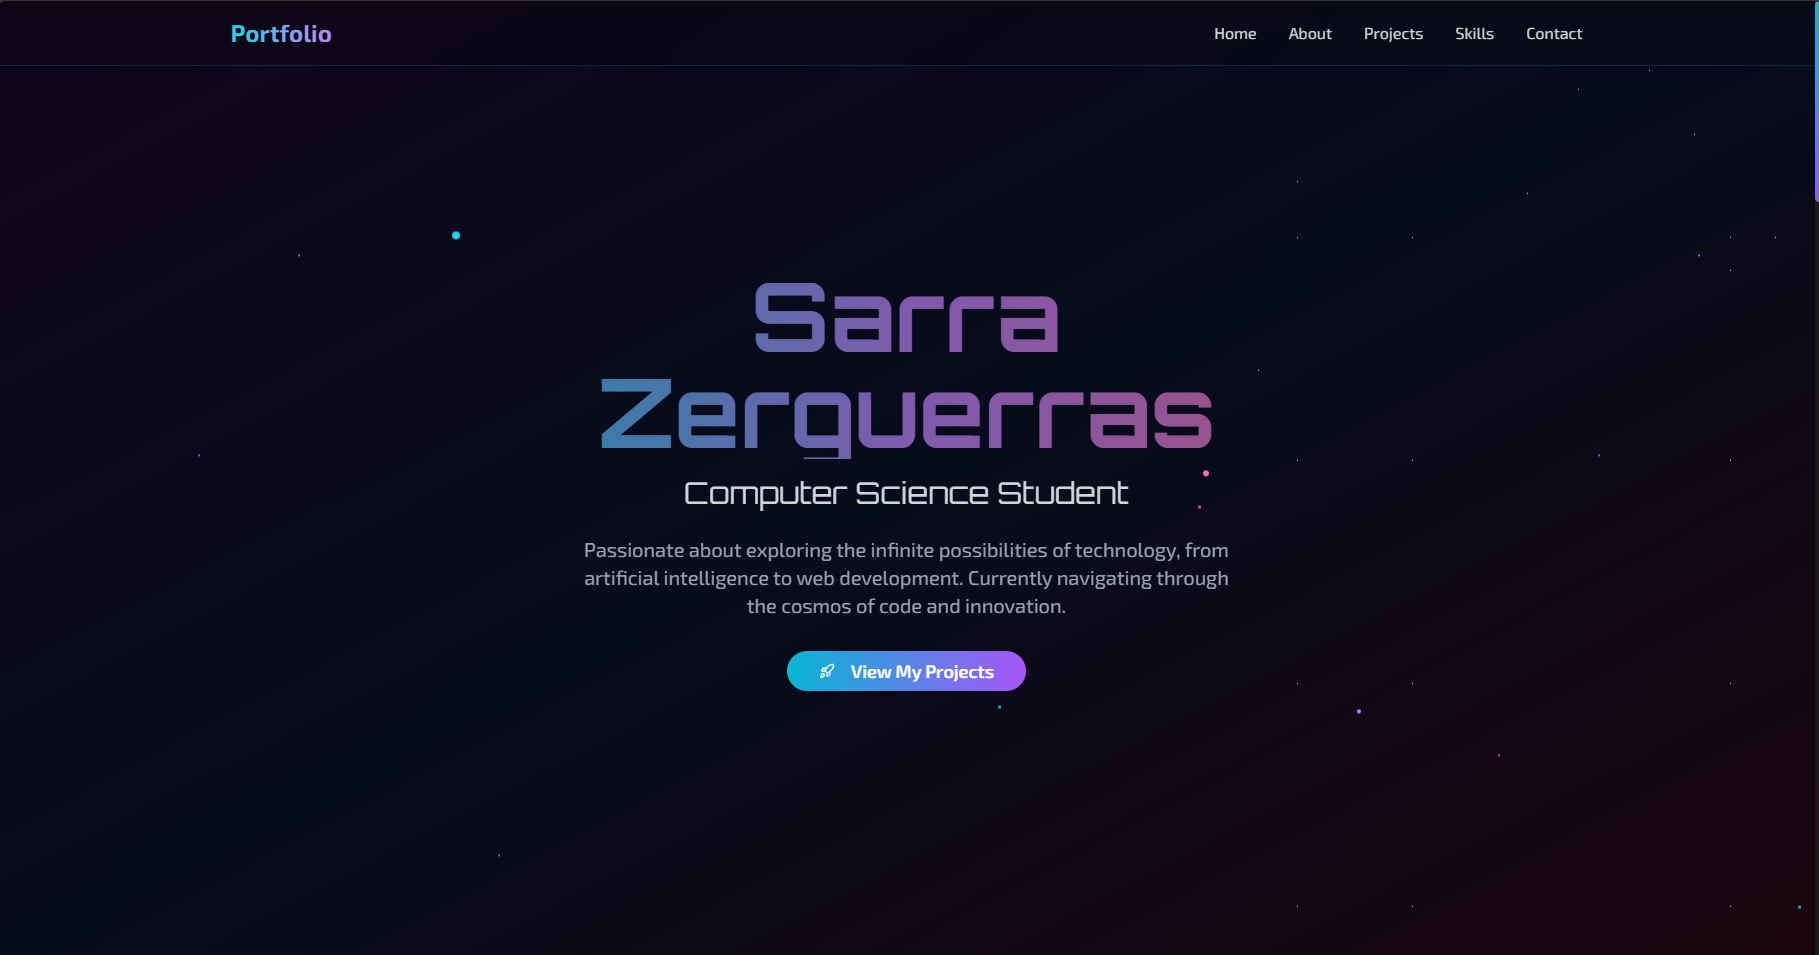 Portfolio
Home About Projects Skills Contact
Sarra
Zerguerras
Computer Science Student
Passionate about exploring the infinite possibilities of technology, from
artificial intelligence to web development. Currently navigating through
the cosmos of code and innovation.
View My Projects